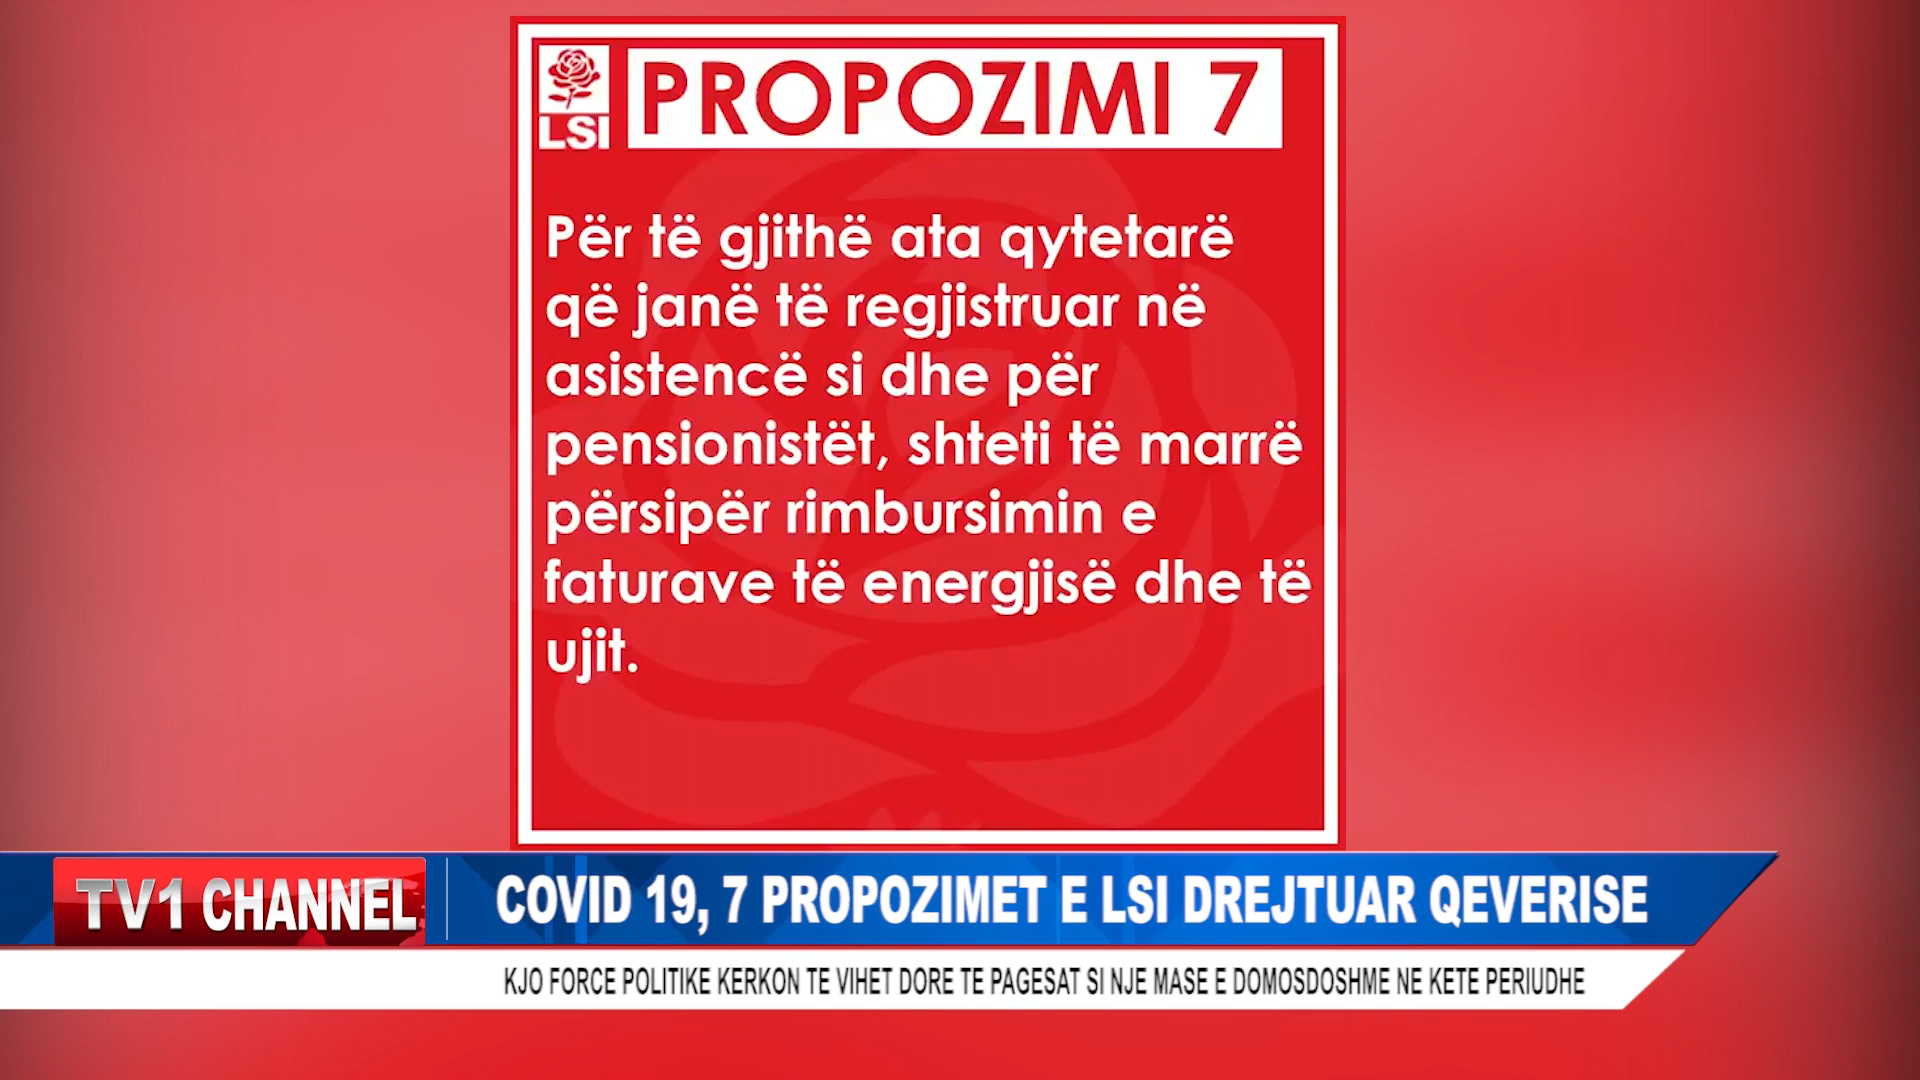 LSI
PROPOZIMI 7
Për të gjithë ata qytetarë
që janë të regjistruar në
asistencë si dhe për
pensionistët, shteti të marrë
përsipër rimbursimin e
faturave të energjisë dhe të
ujit.
TV1 CHANNEL
COVID 19, 7 PROPOZIMET E LSI DREJTUAR QEVERISE
KJO FORCE POLITIKE KERKON TE VIHET DORE TE PAGESAT SI NJE MASE E DOMOSDOSHME NE KETE PERIUDHE